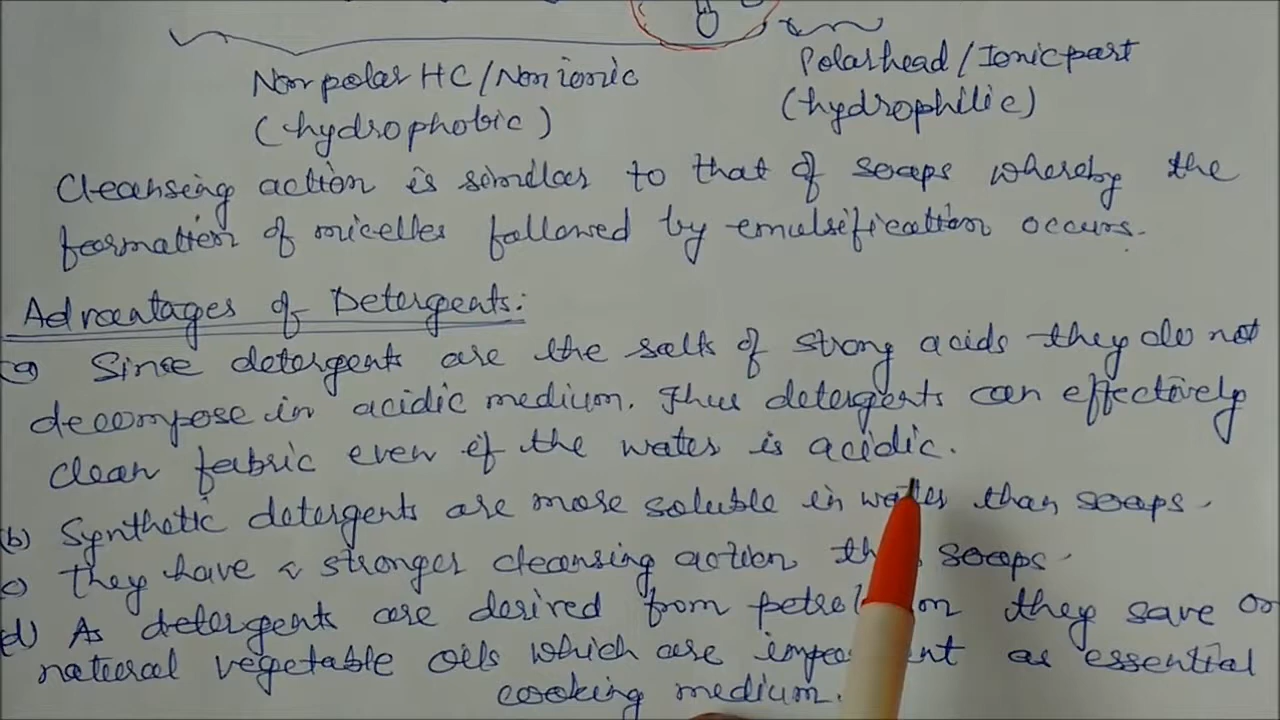 Non polar HC/Non ionic
Polar head/Ionic part
(hydrophobic)
(hydrophilic)
Cleansing action is similar to that of soaps whereby the
formation of micelles followed by emulsification occurs.
Advantages of Detergents:
(a) Since detergents are the salts of strong acids they do not
decompose in acidic medium. Thus detergents can effectively
clean fabric even if the water is acidic.
(b) Synthetic detergents are more soluble in water than soaps.
(c) They have a stronger cleansing action soaps.
(d) As detergents are desired from they save
natural vegetable oils which are as essential
cooking medium.